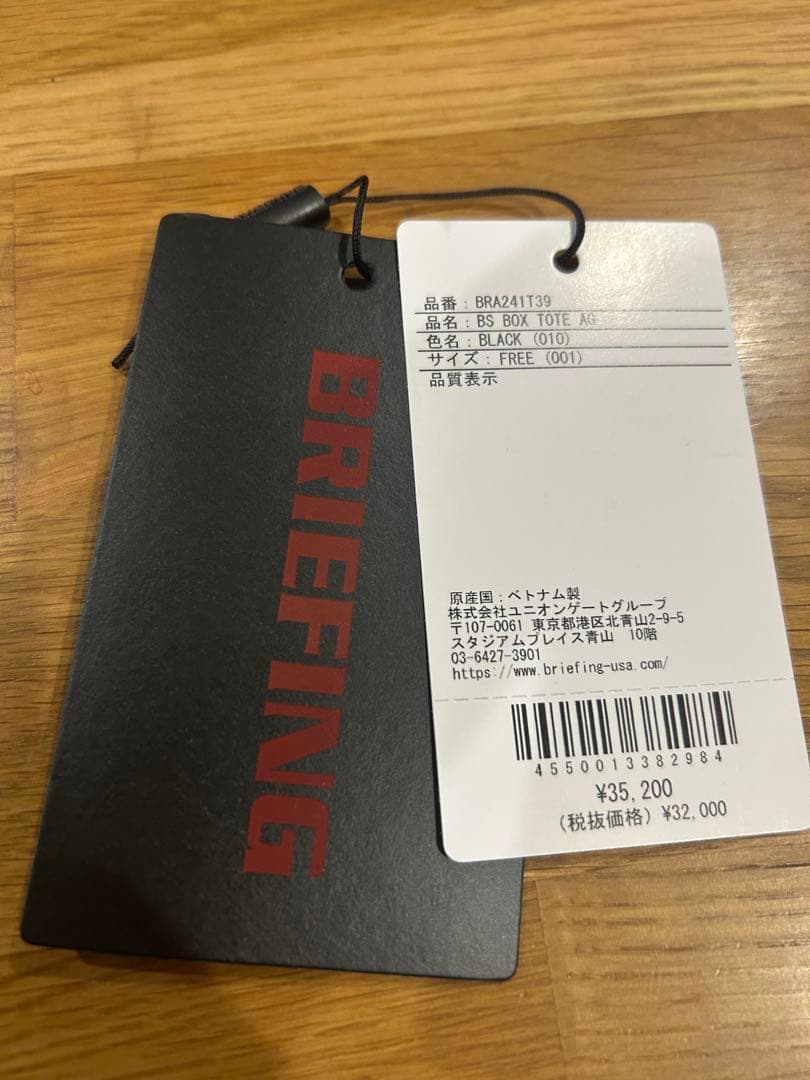 BRIEFING
品番：BRA241T39
品名：BS BOX TOTE AG
色名：BLACK (010)
サイズ：FREE (001)
品質表示
原産国：ベトナム製
株式会社ユニオンゲートグループ
〒107-0061 東京都港区北青山2-9-5
スタジアムプレイス青山　10階
03-6427-3901
https://www.briefing-usa.com/
4550013382984
¥35,200
(税抜価格) ¥32,000